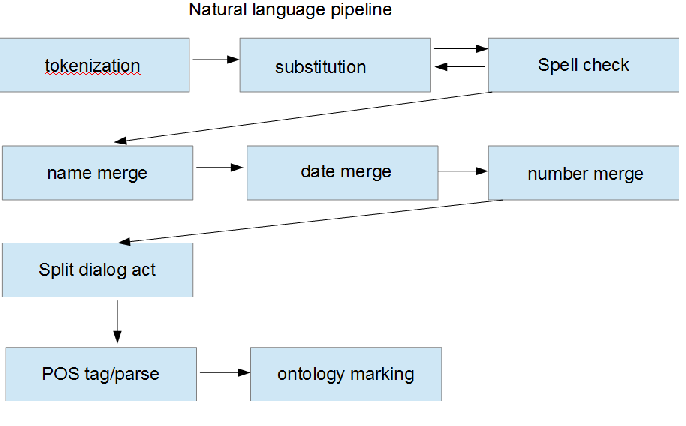 Natural language pipeline
tokenization
substitution
Spell check
name merge
date merge
number merge
Split dialog act
POS tag/parse
ontology marking